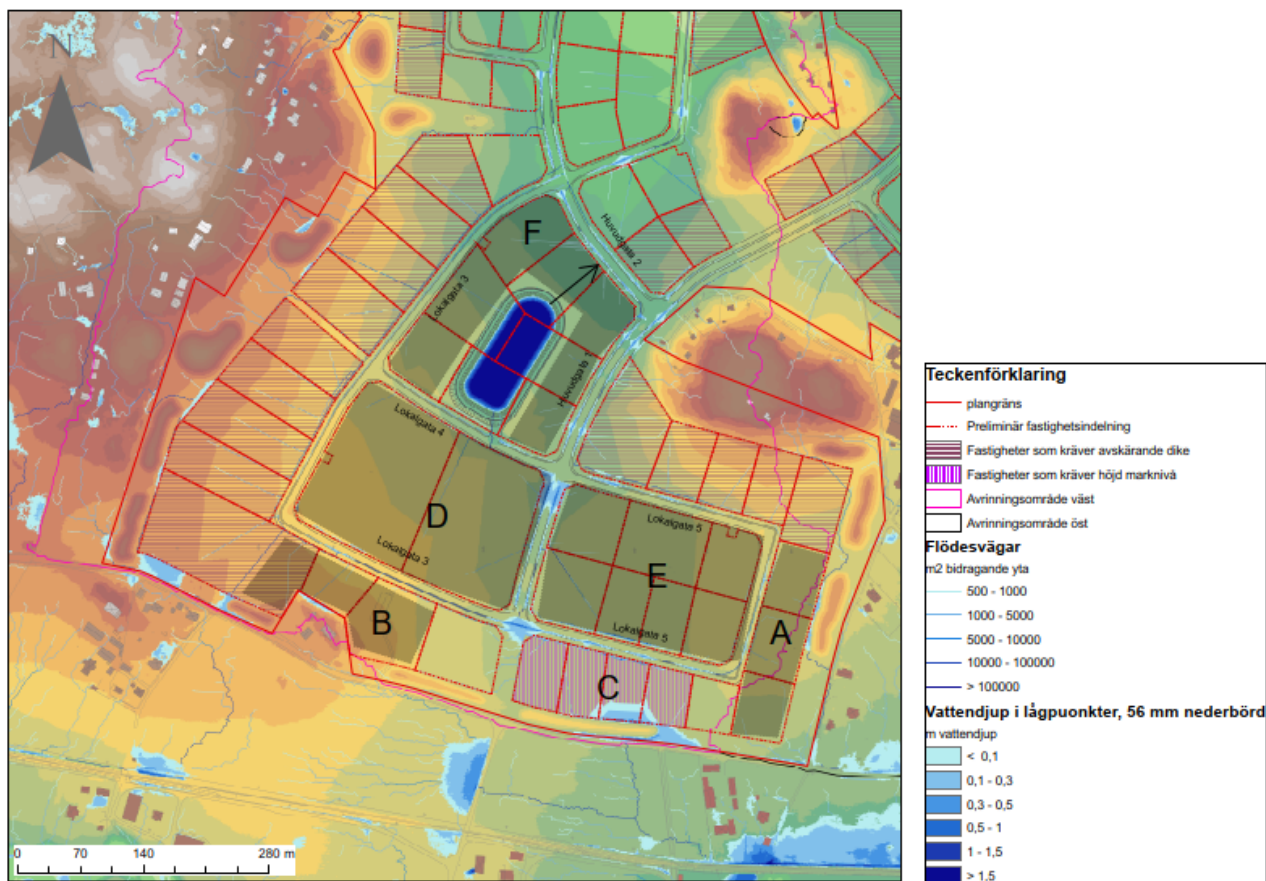 N
F
Huvudgata 2
Lokalgata 3
Huvudgata 1
Lokalgata 4
D
Lokalgata 3
Lokalgata 5
E
Lokalgata 5
A
B
C
0 70 140 280 m
Teckenförklaring
plangräns
Preliminär fastighetsindelning
Fastigheter som kräver avskärande dike
Fastigheter som kräver höjd marknivå
Avrinningsområde väst
Avrinningsområde öst
Flödesvägar
m2 bidragande yta
500 - 1000
1000 - 5000
5000 - 10000
10000 - 100000
> 100000
Vattendjup i lågpuonkter, 56 mm nederbörd
m vattendjup
< 0,1
0,1 - 0,3
0,3 - 0,5
0,5 - 1
1 - 1,5
> 1,5